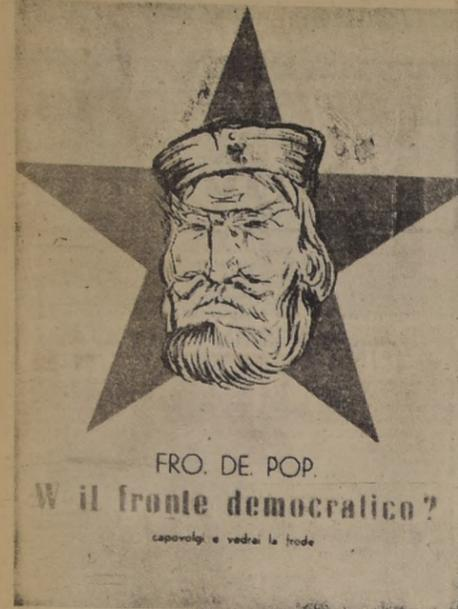 FRO. DE. POP.
W il fronte democratico?
capovolgi e vedrai la frode